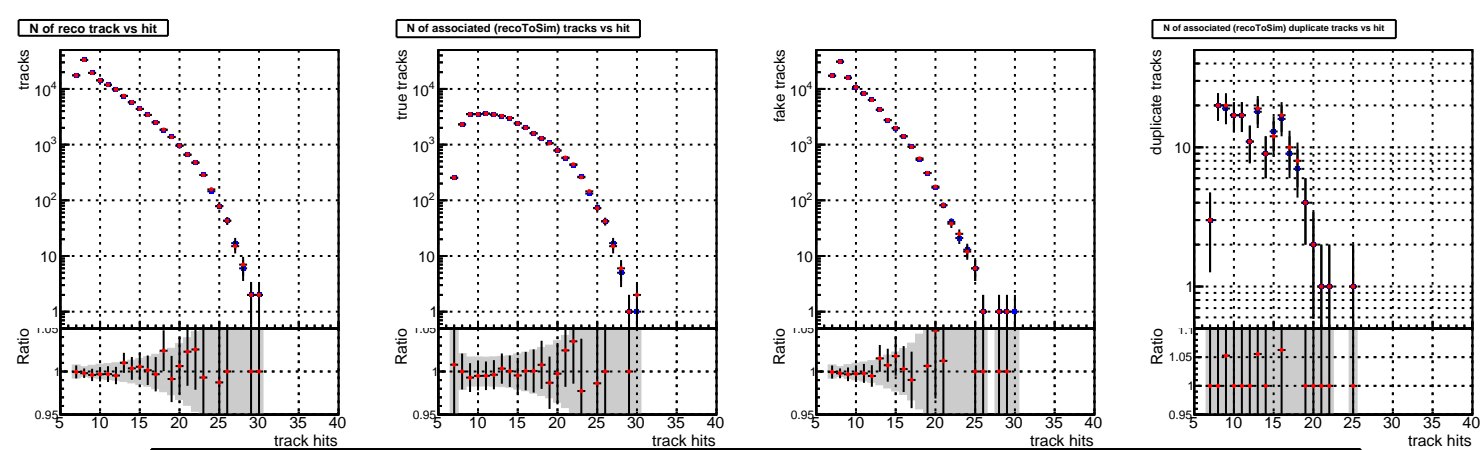 N of reco track vs hit
tracks
10⁴
10³
10²
10
1
Ratio
1.05
1
0.95
5 10 15 20 25 30 35 40
track hits
N of associated (recoToSim) tracks vs hit
true tracks
10⁴
10³
10²
10
1
Ratio
1.05
1
0.95
5 10 15 20 25 30 35 40
track hits
fake tracks
10⁴
10³
10²
10
1
Ratio
1.05
1
0.95
5 10 15 20 25 30 35 40
track hits
N of associated (recoToSim) duplicate tracks vs hit
duplicate tracks
10
1
Ratio
1.1
1.05
1
0.95
5 10 15 20 25 30 35 40
track hits